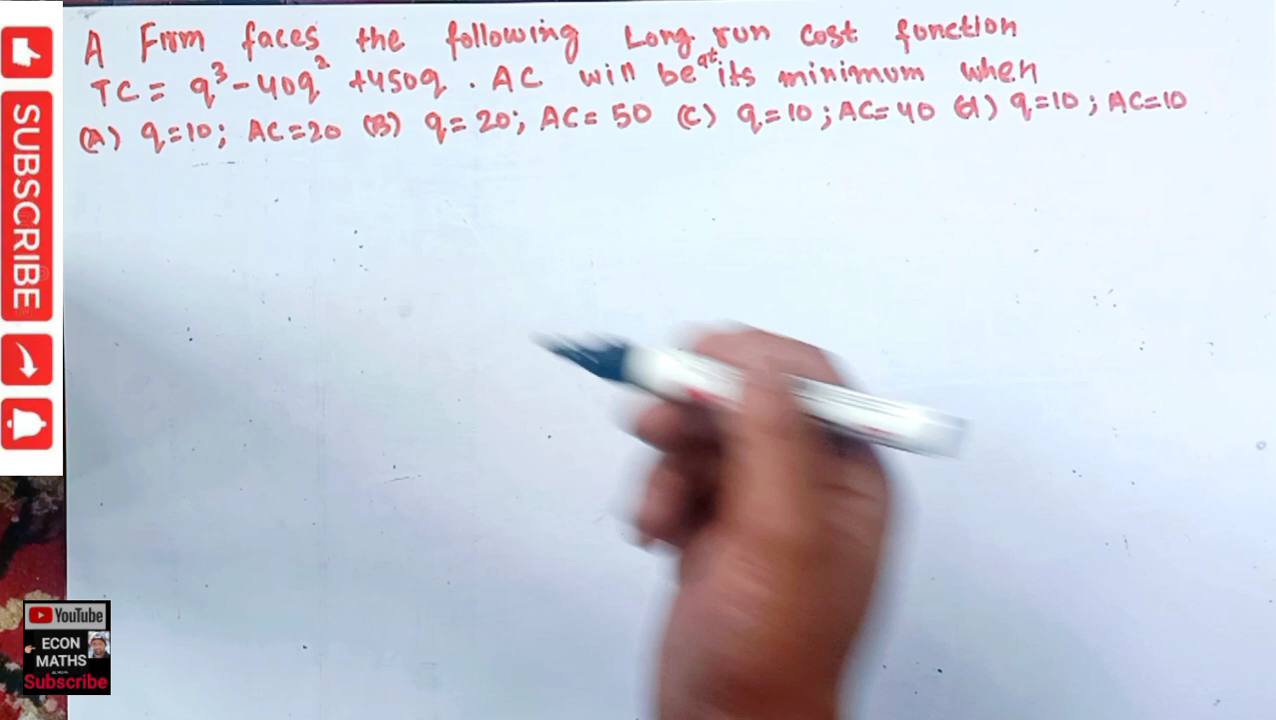 A Firm faces the following Long run cost function
TC = q³ - 40q² + 450q . AC will be at its minimum when
(A) q=10; AC=20 (B) q=20; AC=50 (C) q=10; AC=40 (d) q=10; AC=10
SUBSCRIBE
YouTube
ECON
MATHS
Subscribe